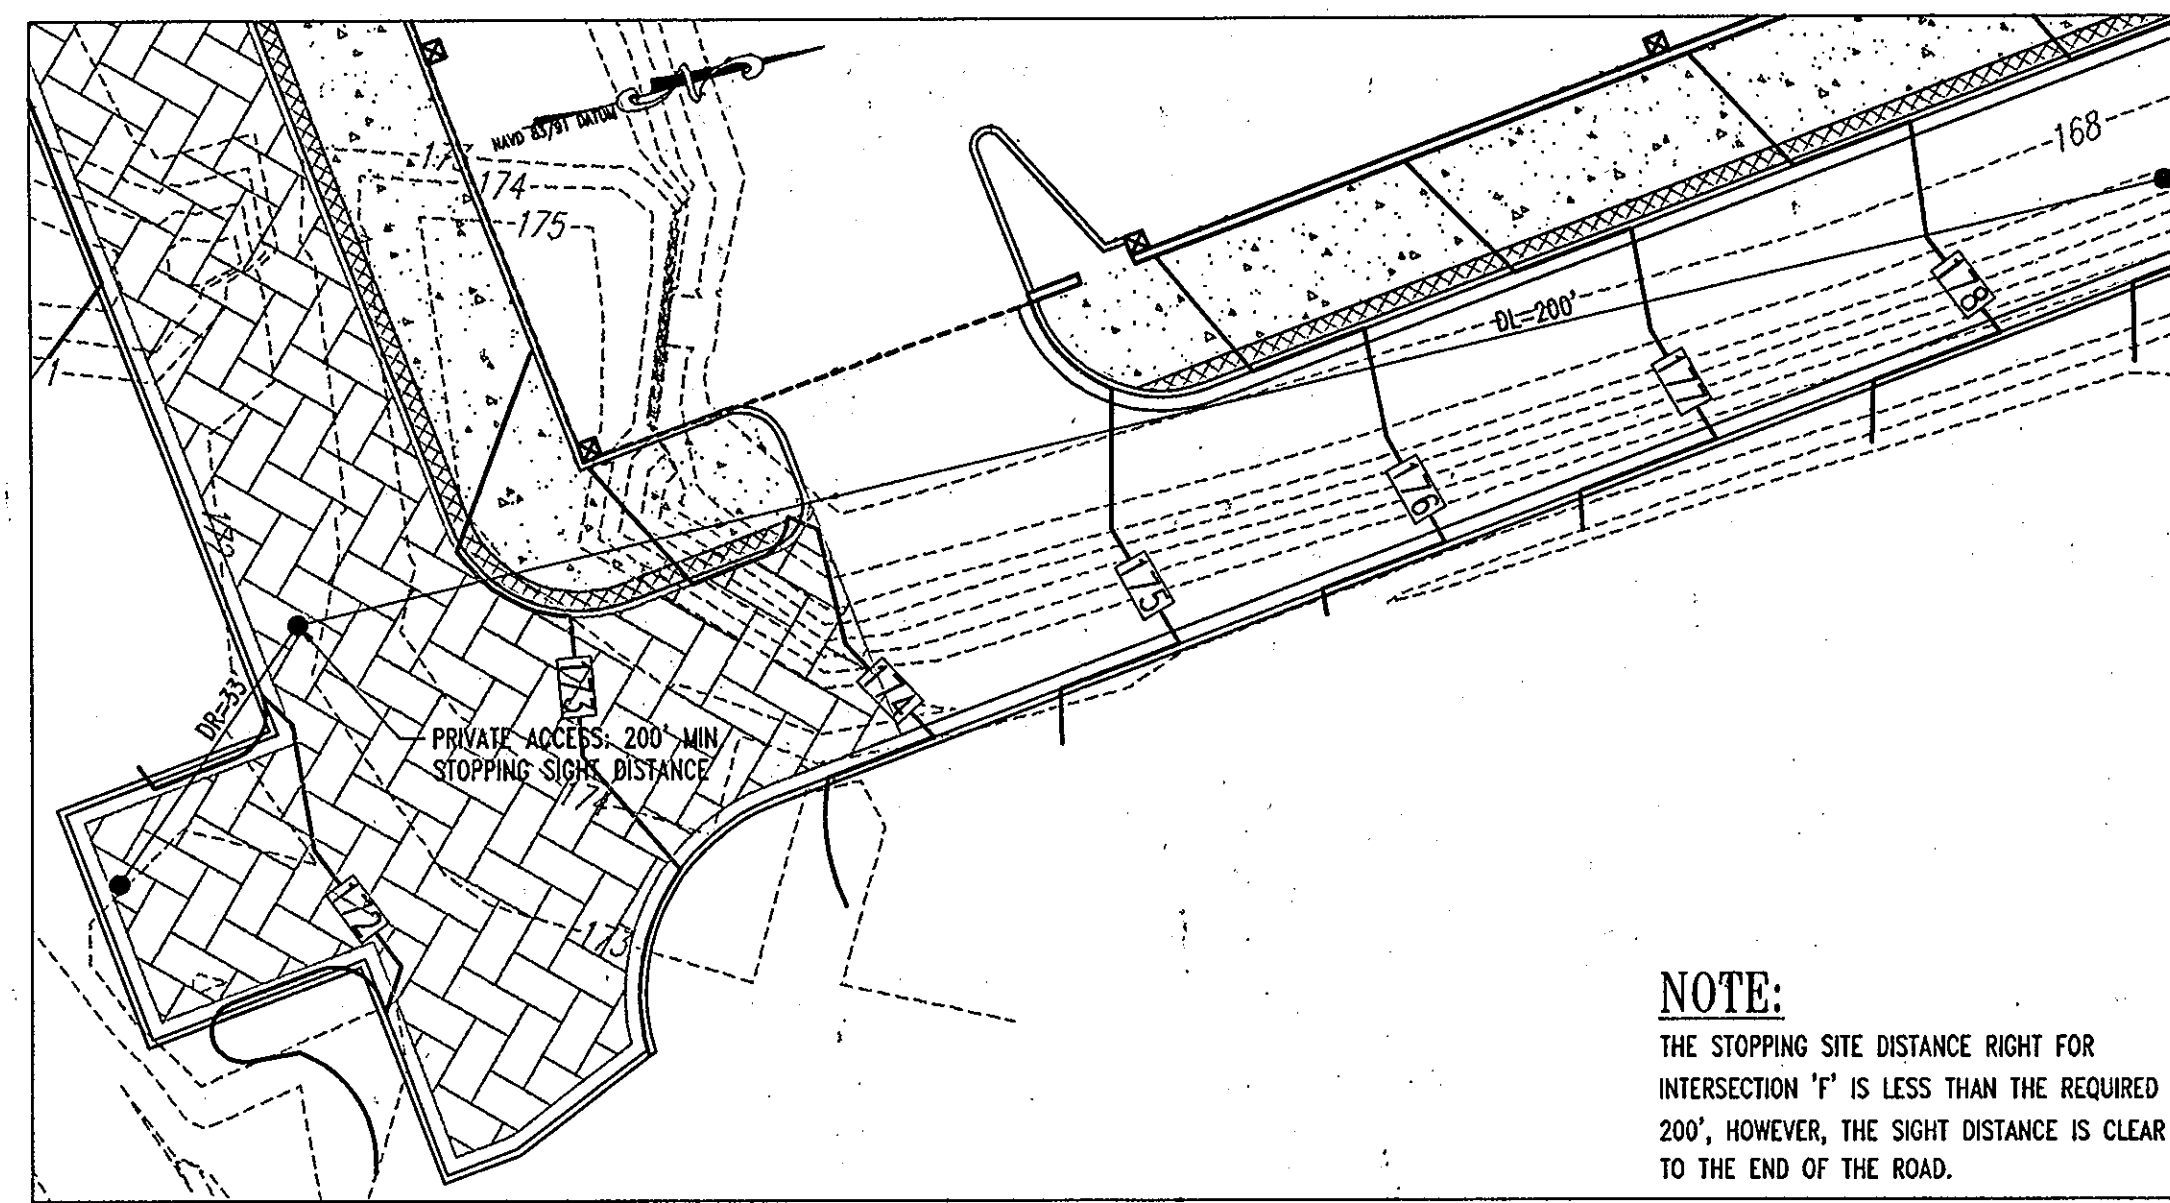 NAVD 83/91 DATUM
173
174
175
168
178
DL=200'
177
176
175
174
173
DR=33'
PRIVATE ACCESS: 200' MIN.
STOPPING SIGHT DISTANCE
174
172
173
NOTE:
THE STOPPING SITE DISTANCE RIGHT FOR
INTERSECTION 'F' IS LESS THAN THE REQUIRED
200', HOWEVER, THE SIGHT DISTANCE IS CLEAR
TO THE END OF THE ROAD.